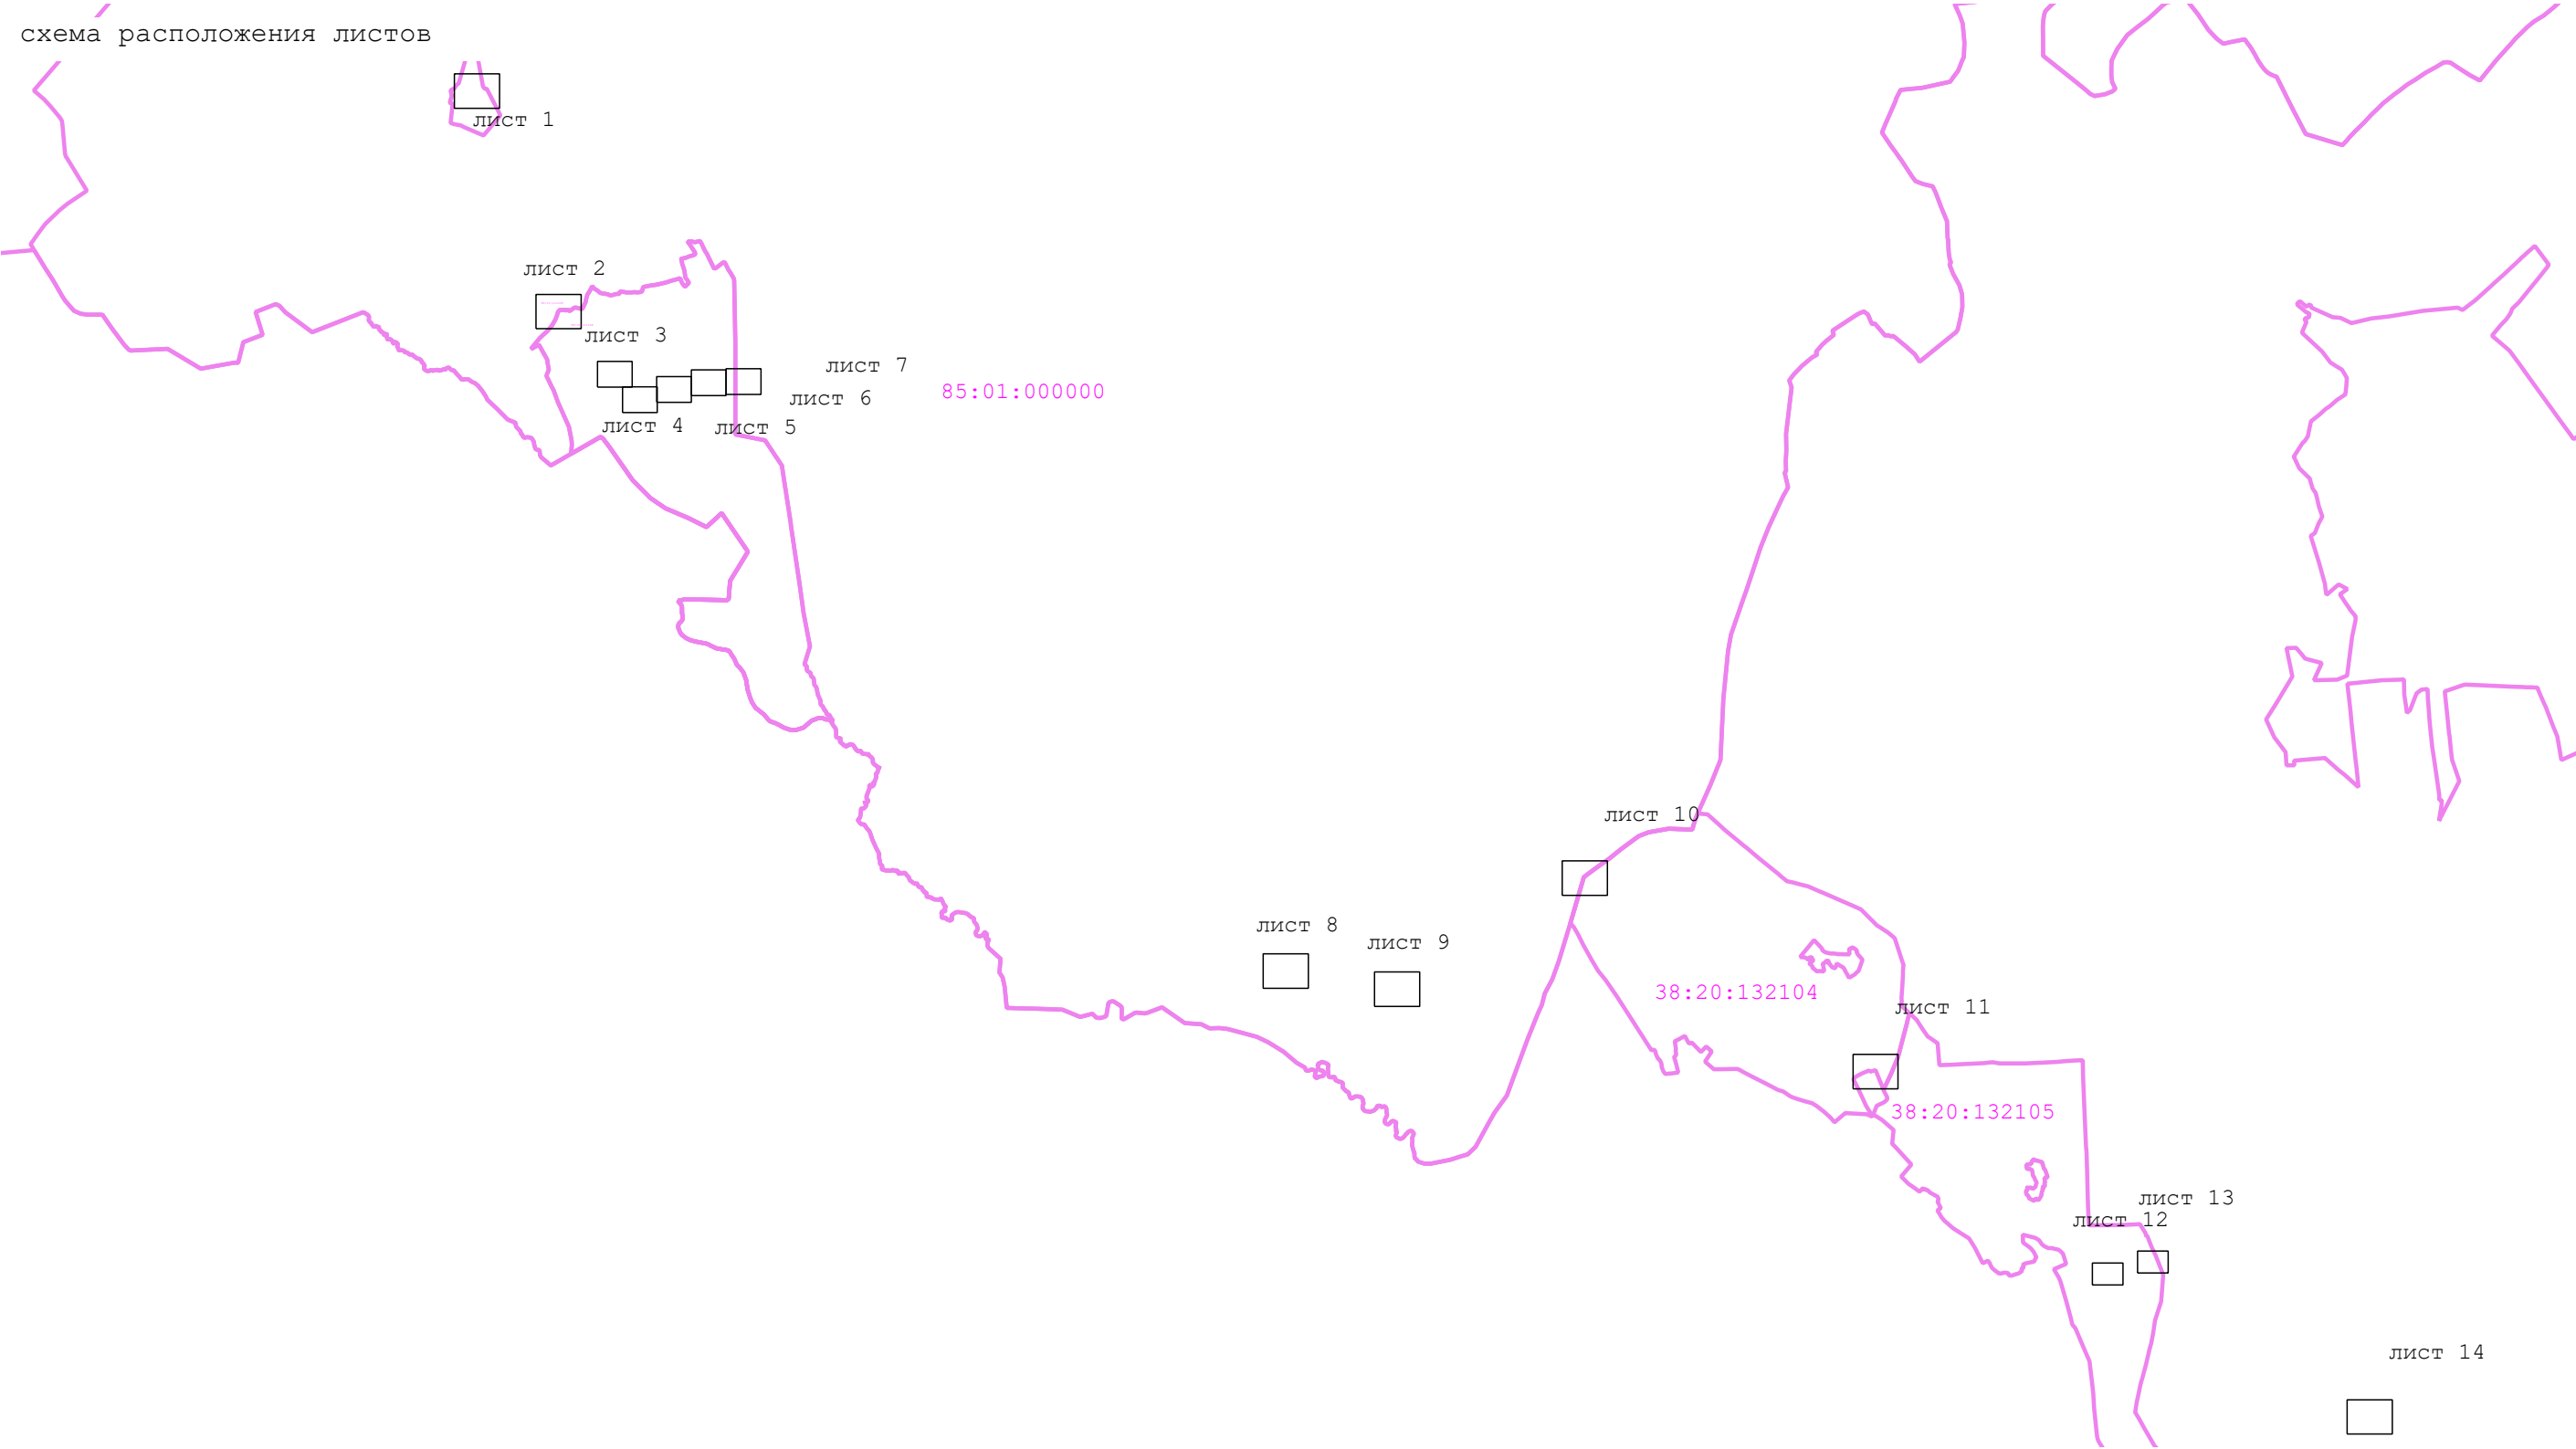 схема расположения листов
лист 1
лист 2
лист 3
лист 7
85:01:000000
лист 6
лист 4
лист 5
лист 10
лист 8
лист 9
38:20:132104
лист 11
38:20:132105
лист 13
лист 12
лист 14